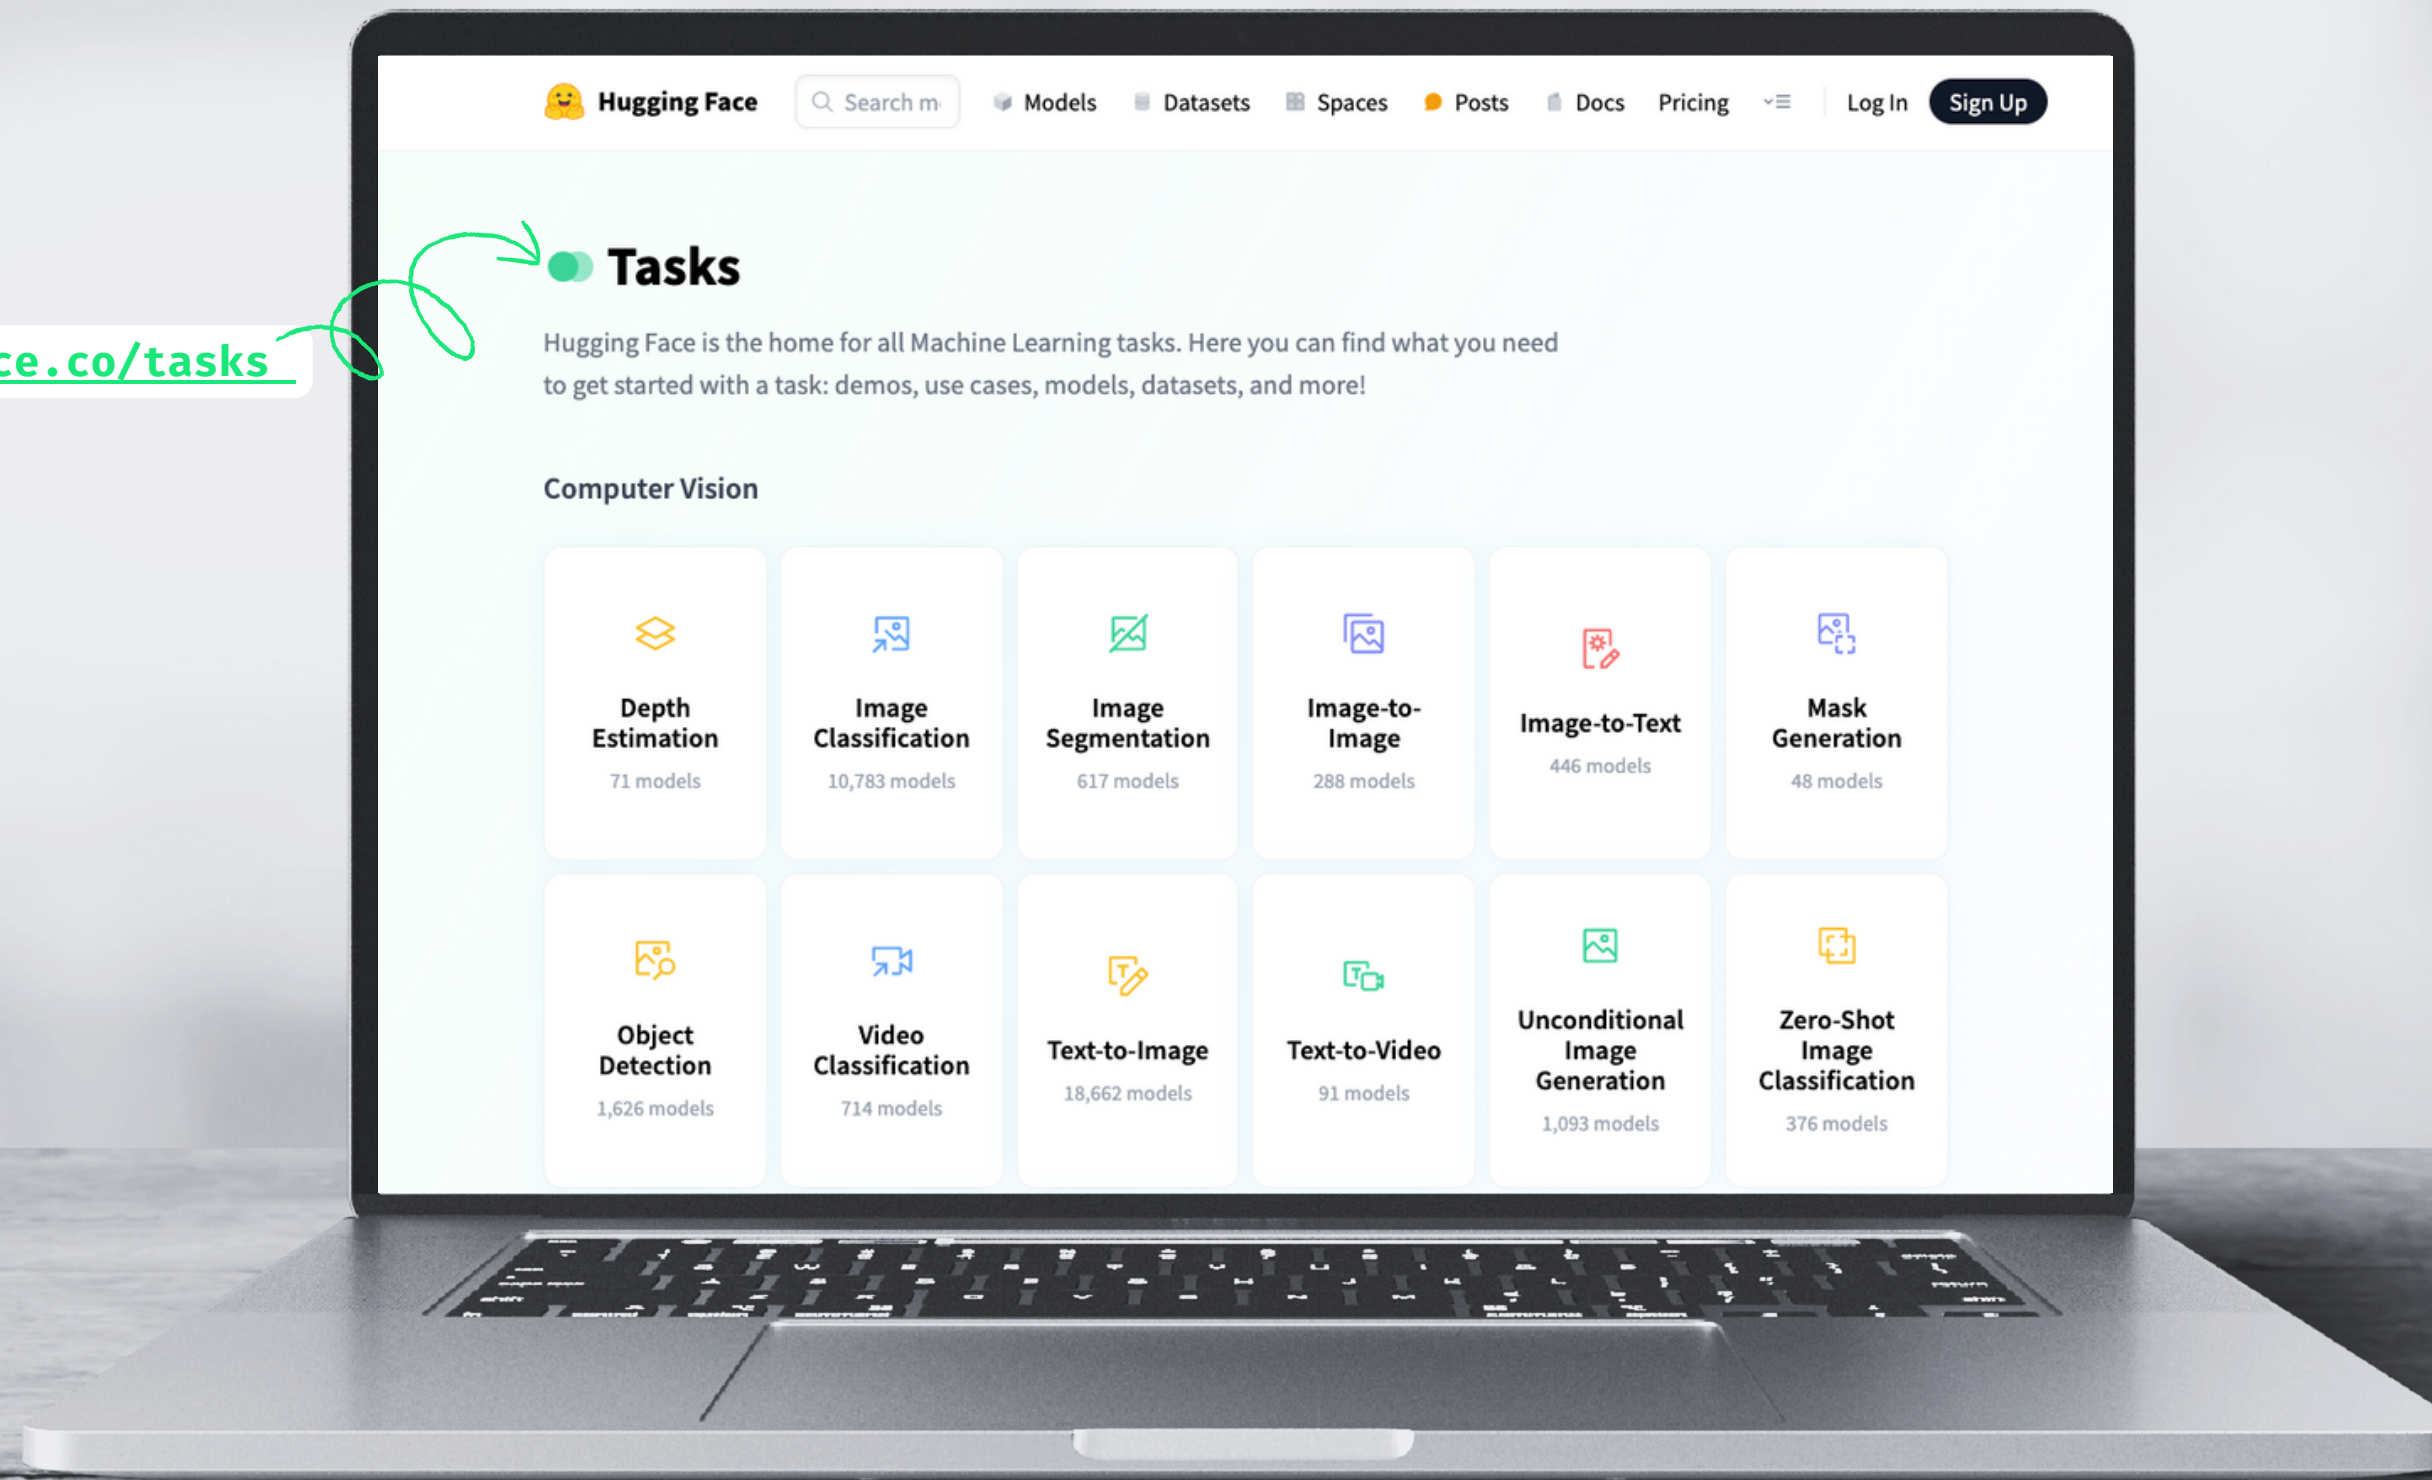 Hugging Face
Search m
Models
Datasets
Spaces
Posts
Docs
Pricing
Log In
Sign Up
Tasks
Hugging Face is the home for all Machine Learning tasks. Here you can find what you need
to get started with a task: demos, use cases, models, datasets, and more!
ce.co/tasks
Computer Vision
Depth
Estimation
71 models
Image
Classification
10,783 models
Image
Segmentation
617 models
Image-to-
Image
288 models
Image-to-Text
446 models
Mask
Generation
48 models
Object
Detection
1,626 models
Video
Classification
714 models
Text-to-Image
18,662 models
Text-to-Video
91 models
Unconditional
Image
Generation
1,093 models
Zero-Shot
Image
Classification
376 models